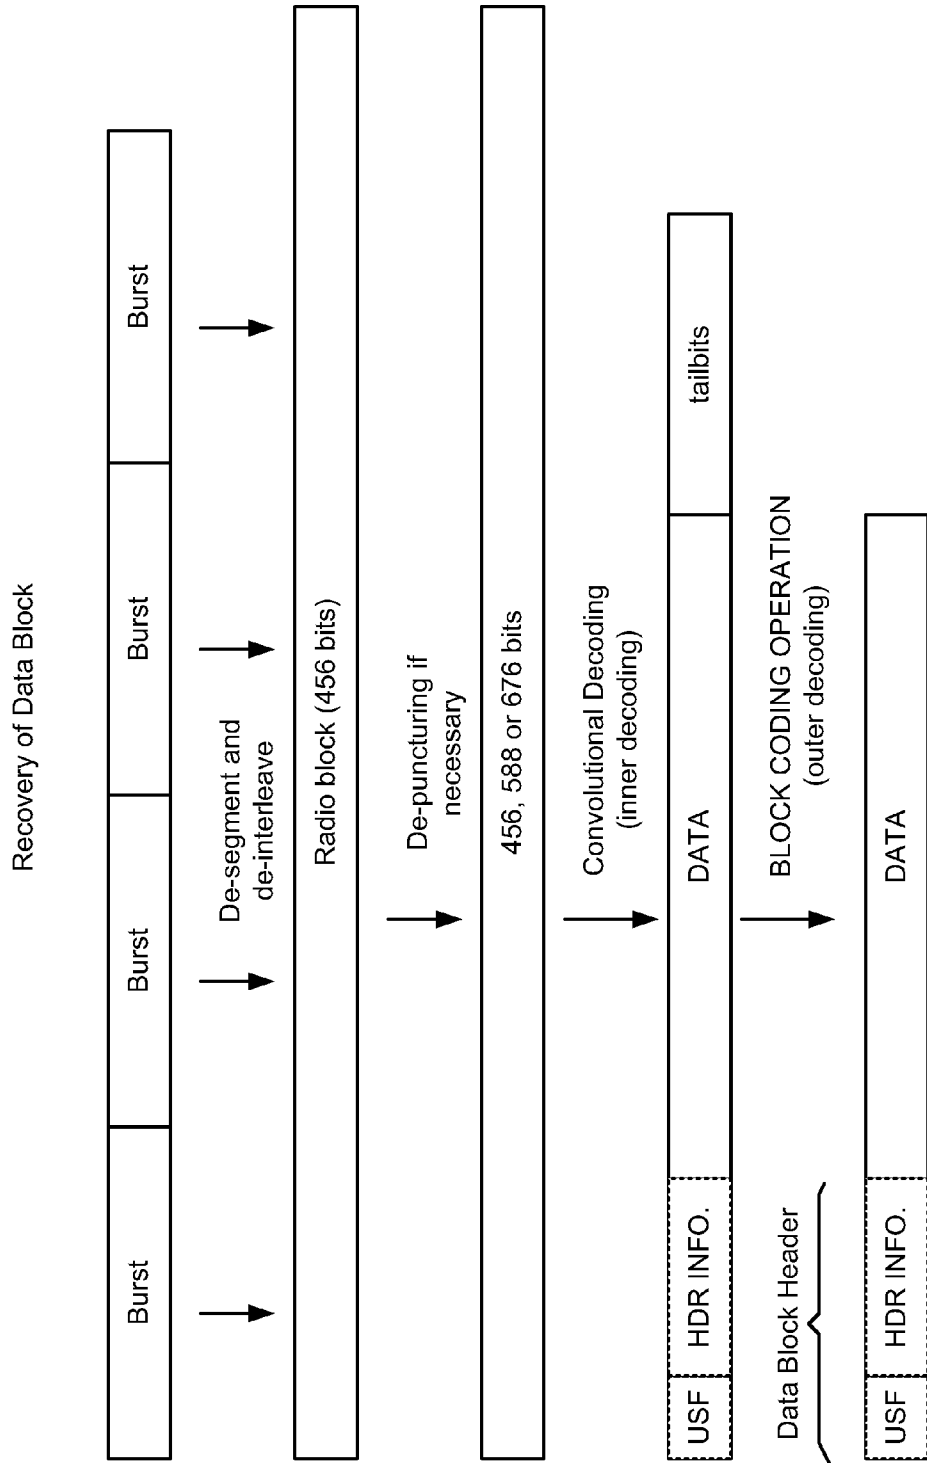 Recovery of Data Block
Burst
Burst
Burst
Burst
De-segment and
de-interleave
Radio block (456 bits)
De-puncturing if
necessary
456, 588 or 676 bits
Convolutional Decoding
(inner decoding)
USF
HDR INFO.
DATA
tailbits
Data Block Header
BLOCK CODING OPERATION
(outer decoding)
USF
HDR INFO.
DATA